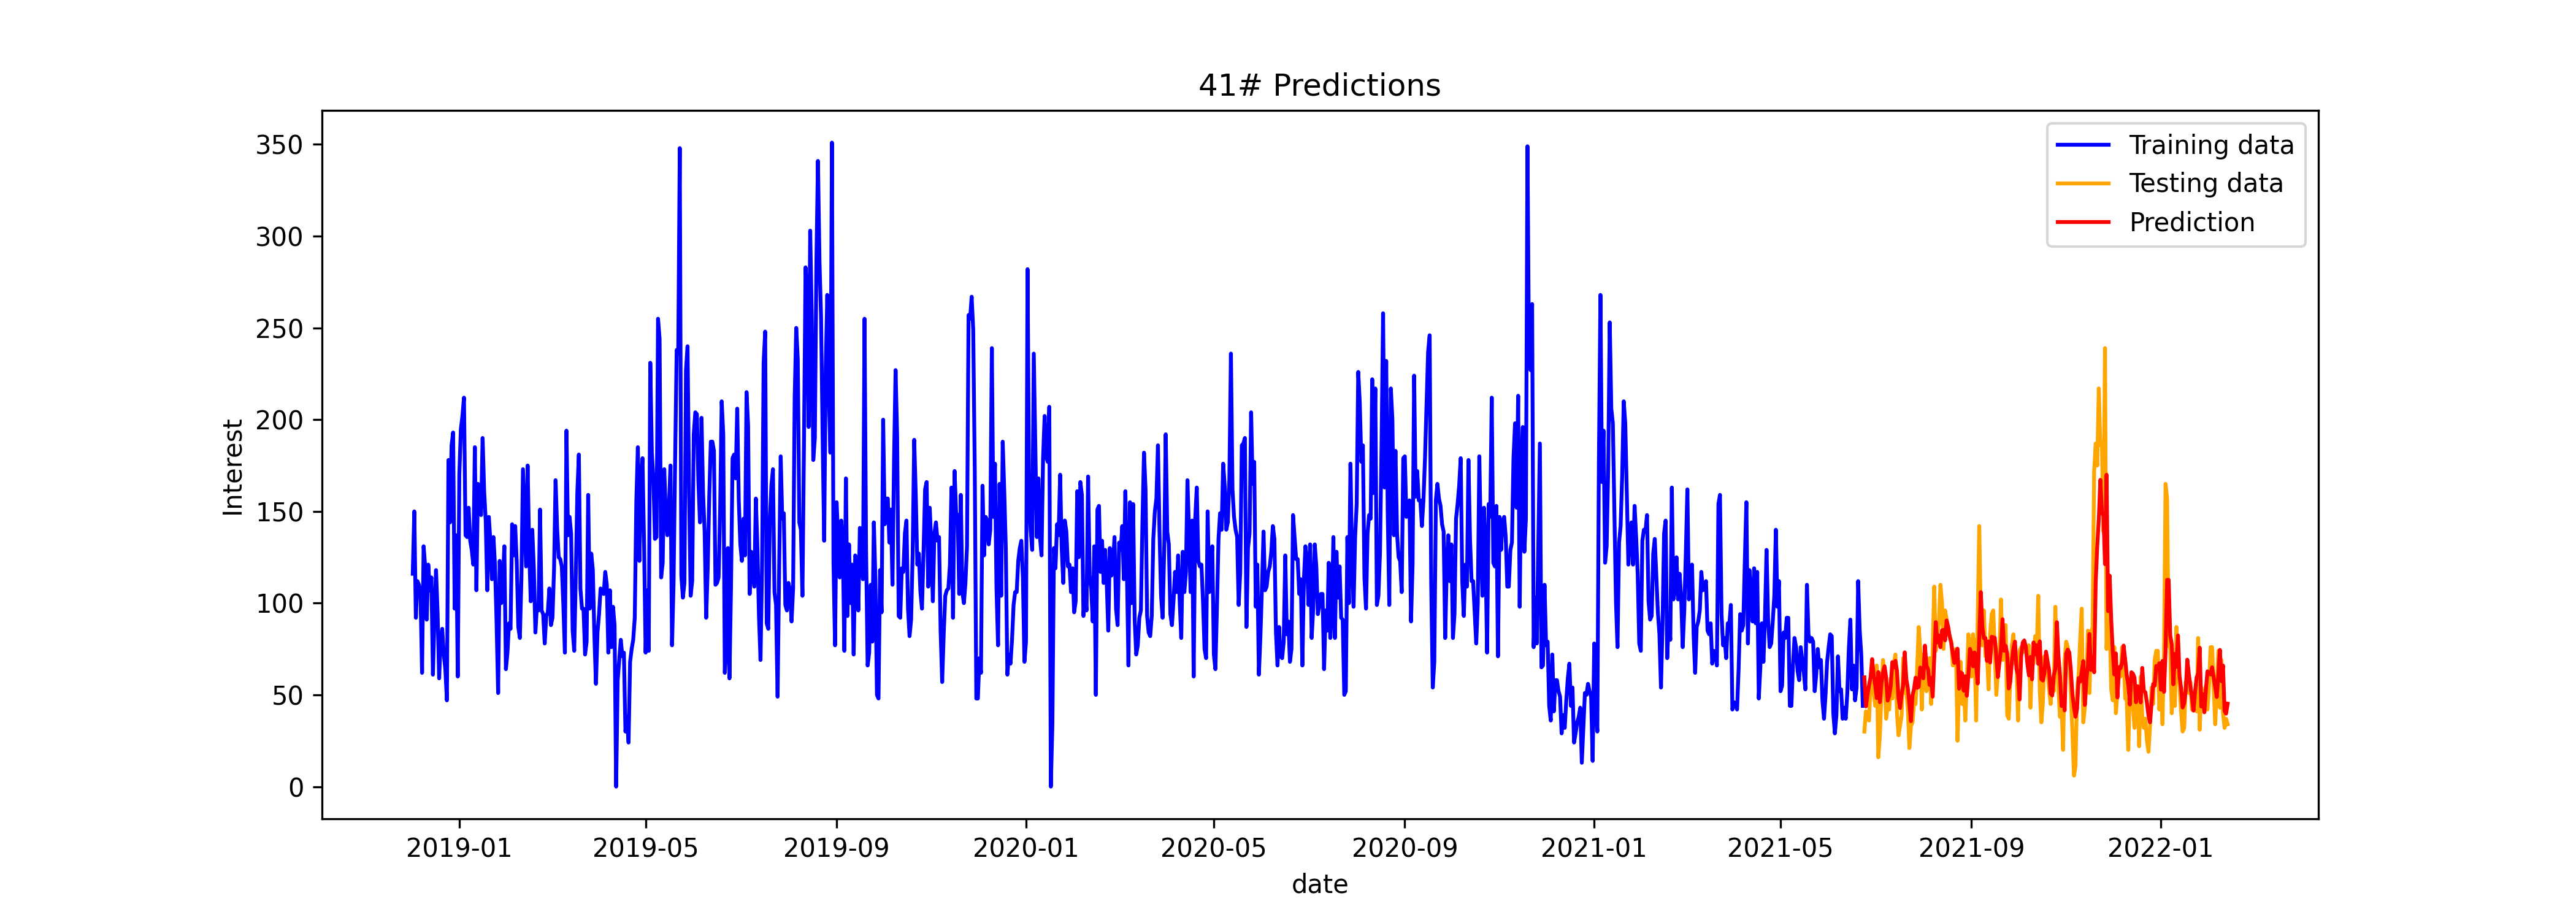 41# Predictions
350
300
250
200
150
100
50
0
Interest
Training data
Testing data
Prediction
2019-01 2019-05 2019-09 2020-01 2020-05 2020-09 2021-01 2021-05 2021-09 2022-01
date